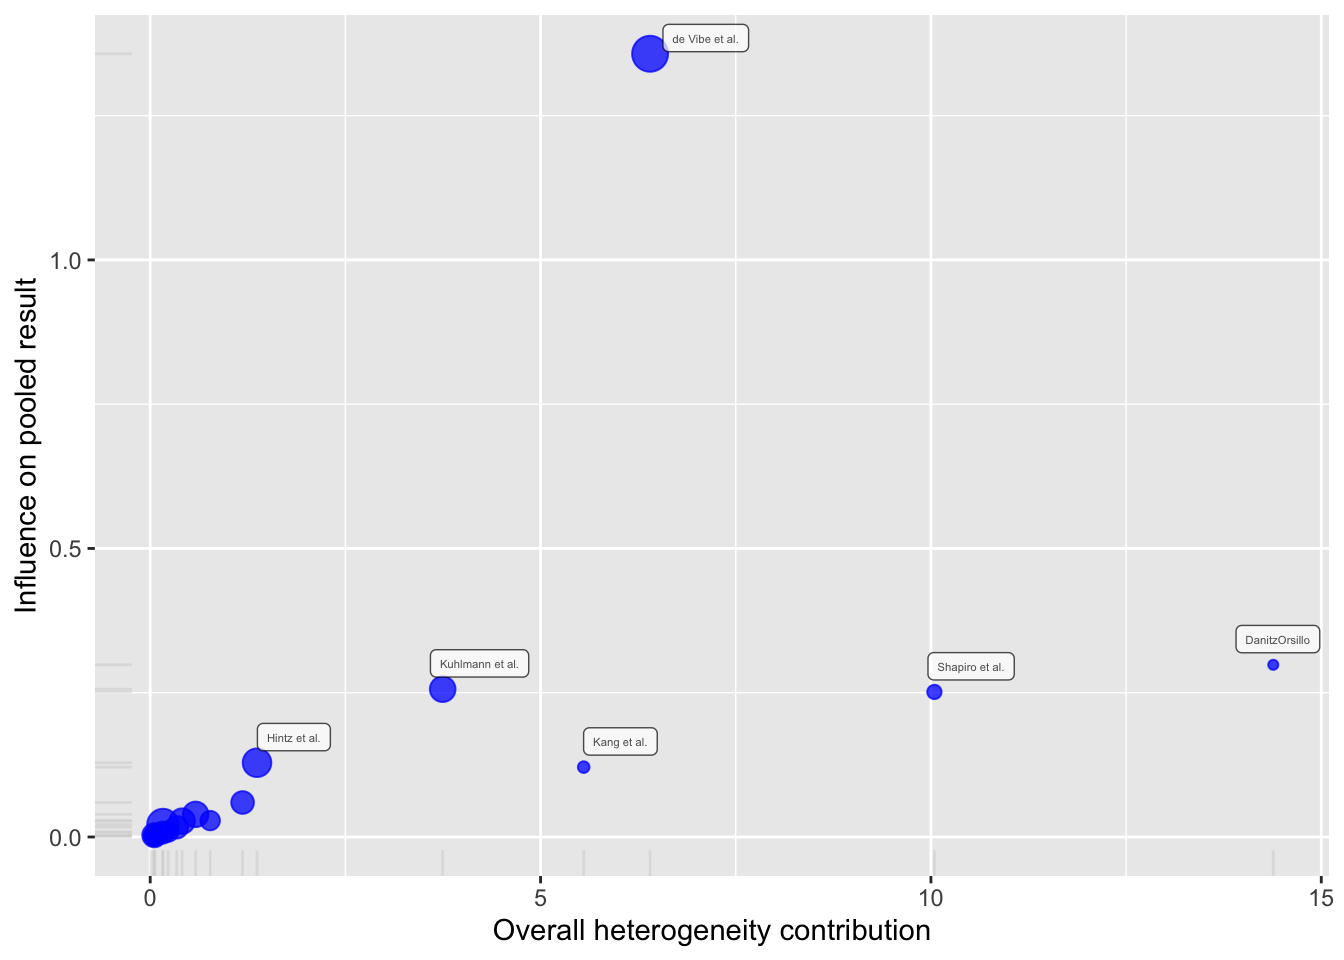 de Vibe et al.
1.0
Influence on pooled result
0.5
DanitzOrsillo
Kuhlmann et al.
Shapiro et al.
Hintz et al.
Kang et al.
0.0
0
5
10
15
Overall heterogeneity contribution